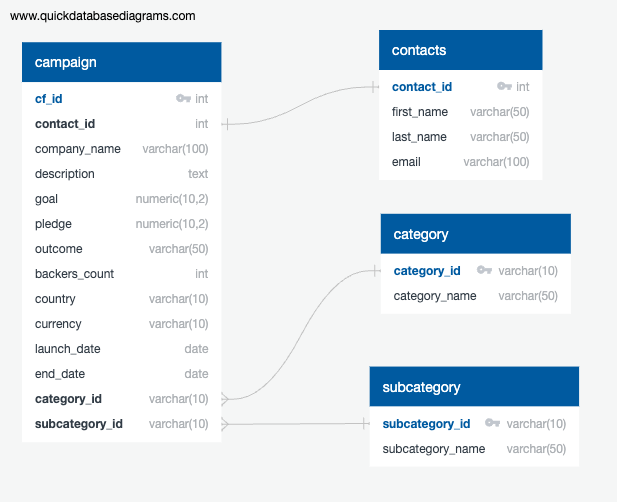 www.quickdatabasediagrams.com
campaign
cf_id int
contact_id int
company_name varchar(100)
description text
goal numeric(10,2)
pledge numeric(10,2)
outcome varchar(50)
backers_count int
country varchar(10)
currency varchar(10)
launch_date date
end_date date
category_id varchar(10)
subcategory_id varchar(10)
contacts
contact_id int
first_name varchar(50)
last_name varchar(50)
email varchar(100)
category
category_id varchar(10)
category_name varchar(50)
subcategory
subcategory_id varchar(10)
subcategory_name varchar(50)